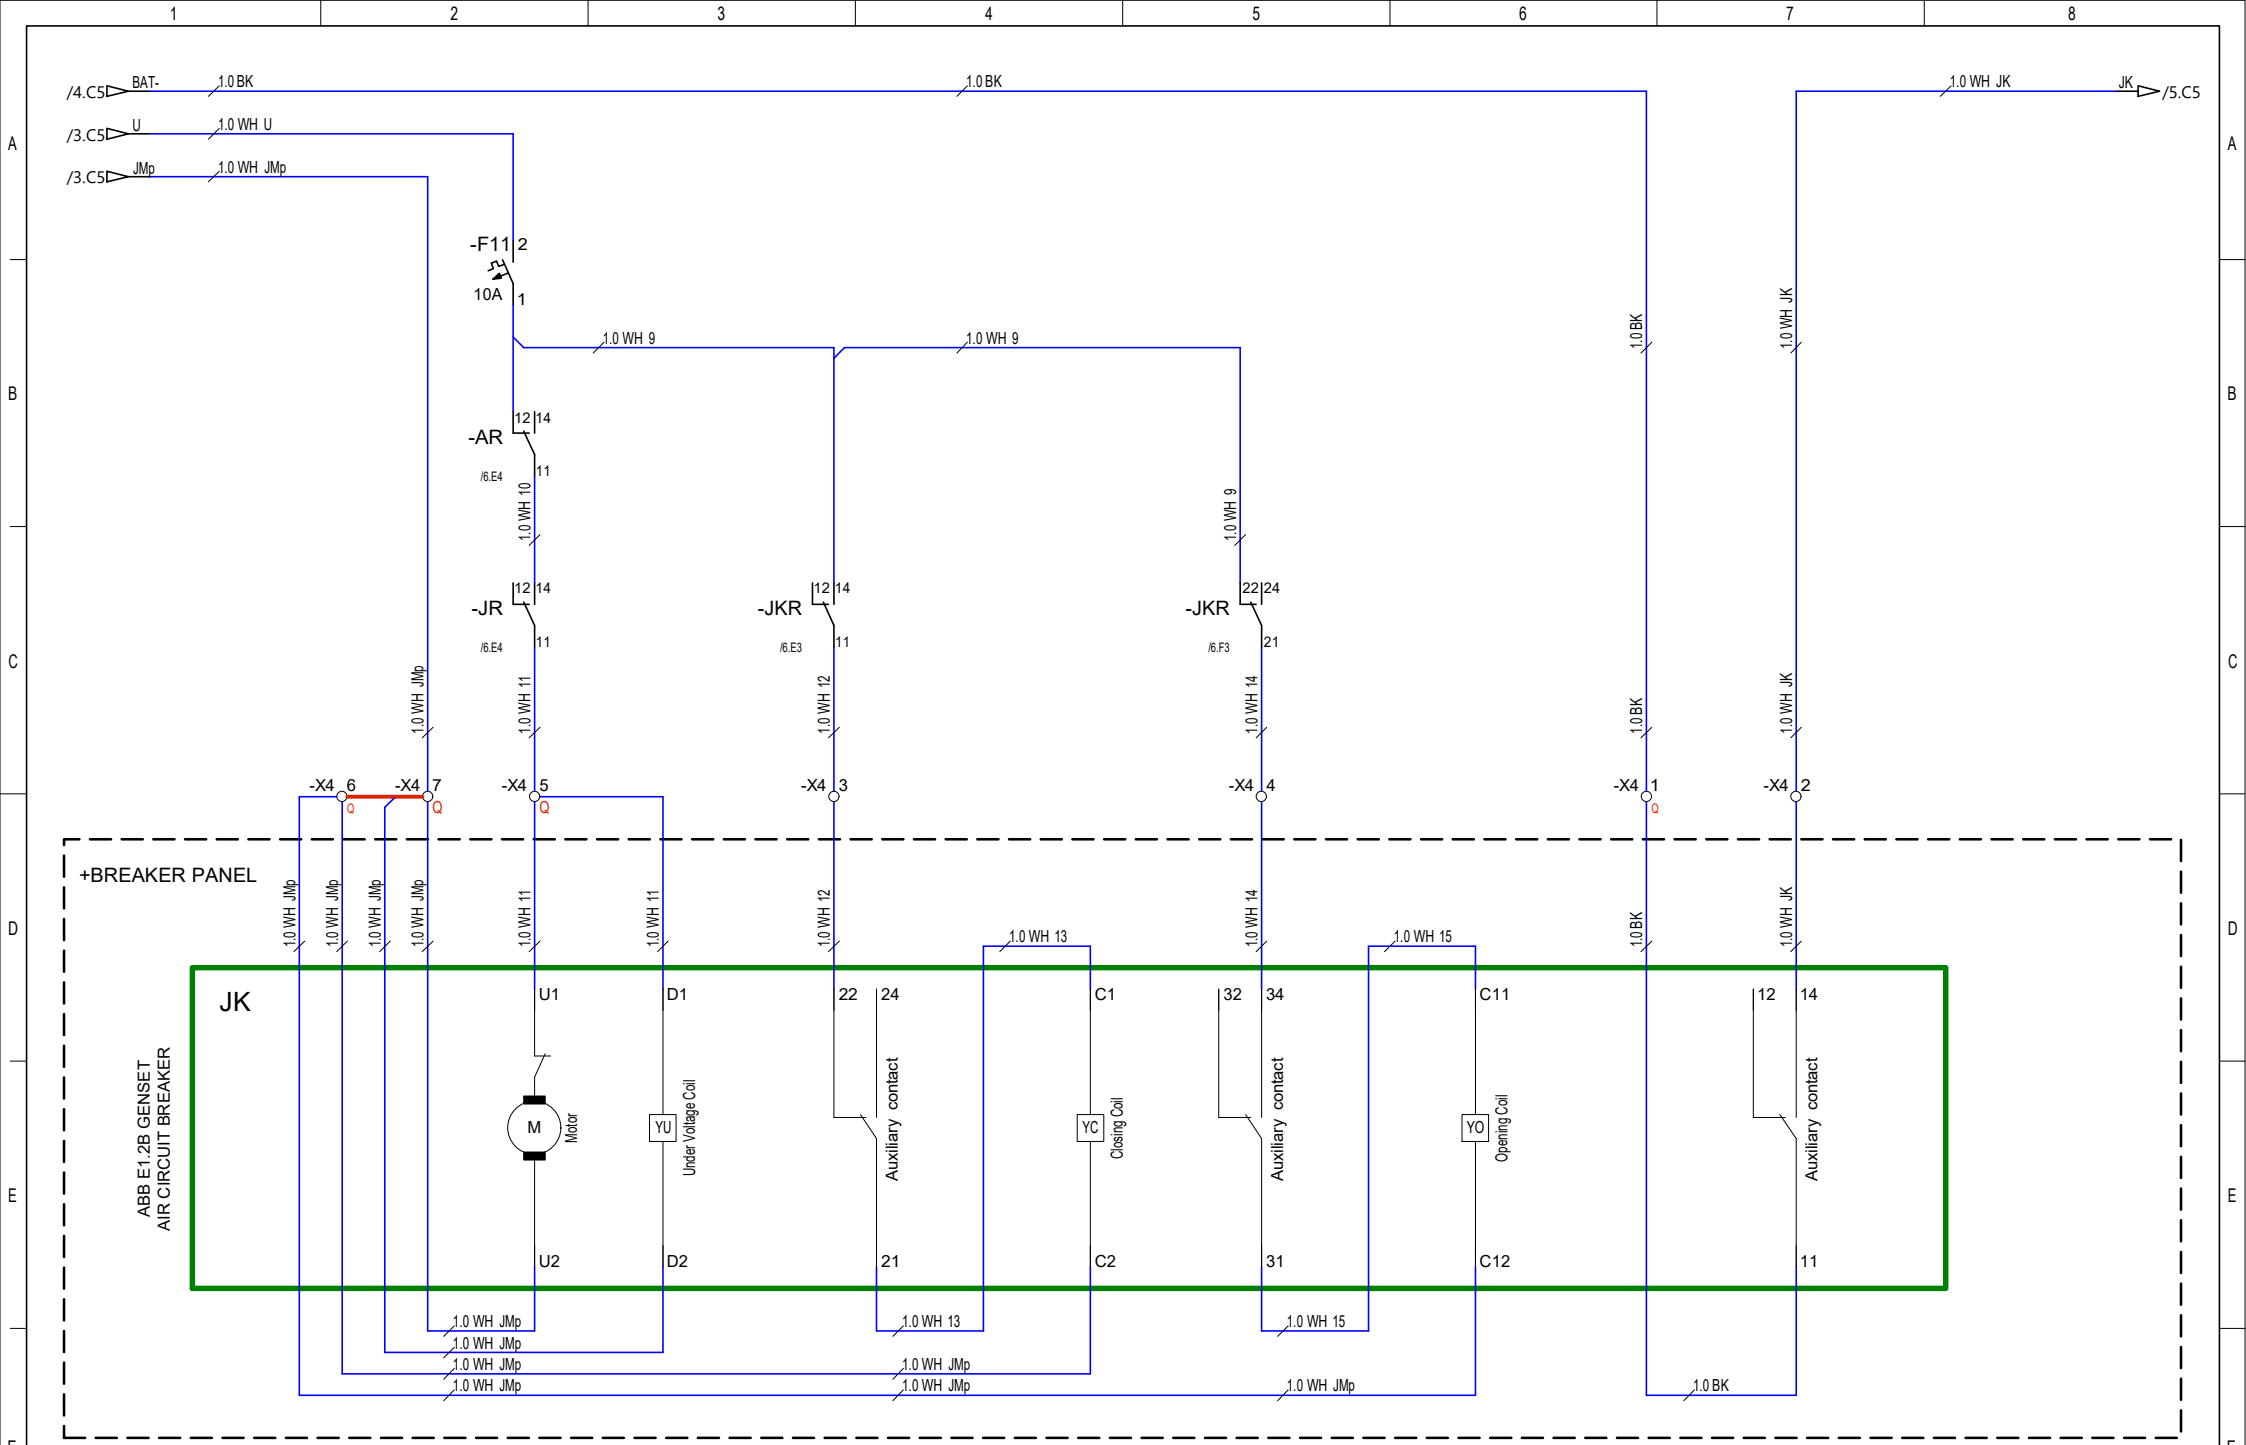 1 2 3 4 5 6 7 8
/4.C5 BAT- 1.0 BK 1.0 BK 1.0 WH JK JK /5.C5
/3.C5 U 1.0 WH U
A A
/3.C5 JMp 1.0 WH JMp
-F11 2
10A 1
1.0 BK 1.0 WH JK
1.0 WH 9 1.0 WH 9
B B
12 14
-AR
/6.E4 11
1.0 WH 10 1.0 WH 9
12 14 12 14 22 24
-JR -JKR -JKR
/6.E4 11 /6.E3 11 /6.F3 21
C C
1.0 WH JMp 1.0 WH 11 1.0 WH 12 1.0 WH 14 1.0 BK 1.0 WH JK
-X4 6 -X4 7 -X4 5 -X4 3 -X4 4 -X4 1 -X4 2
Q Q Q Q
+BREAKER PANEL
1.0 WH JMp 1.0 WH JMp 1.0 WH JMp 1.0 WH JMp 1.0 WH 11 1.0 WH 11 1.0 WH 12 1.0 WH 14 1.0 BK 1.0 WH JK
D D
1.0 WH 13 1.0 WH 15
JK U1 D1 22 24 C1 32 34 C11 12 14
ABB E1.2B GENSET
AIR CIRCUIT BREAKER
M Motor YU Under Voltage Coil Auxiliary contact YC Closing Coil Auxiliary contact YO Opening Coil Auxiliary contact
E E
U2 D2 21 C2 31 C12 11
1.0 WH JMp 1.0 WH 13 1.0 WH 15
1.0 WH JMp
1.0 WH JMp 1.0 WH JMp
1.0 WH JMp 1.0 WH JMp 1.0 WH JMp 1.0 BK